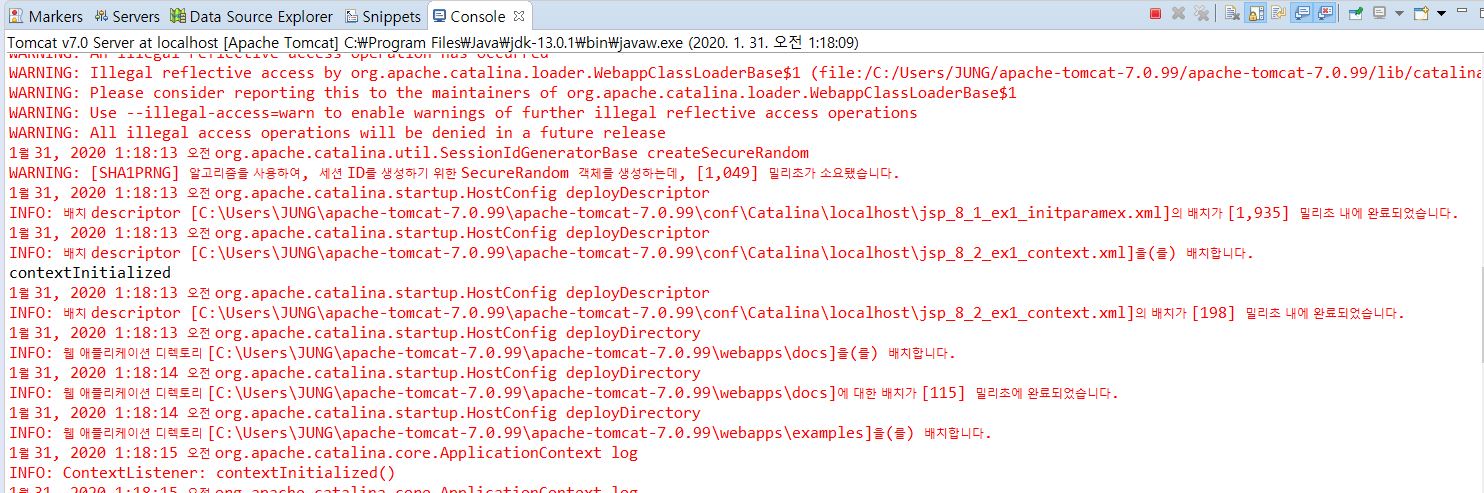 Markers Servers Data Source Explorer Snippets Console
Tomcat v7.0 Server at localhost [Apache Tomcat] C:₩Program Files₩Java₩jdk-13.0.1₩bin₩javaw.exe (2020. 1. 31. 오전 1:18:09)
WARNING: An illegal reflective access operation has occurred
WARNING: Illegal reflective access by org.apache.catalina.loader.WebappClassLoaderBase$1 (file:/C:/Users/JUNG/apache-tomcat-7.0.99/apache-tomcat-7.0.99/lib/catalina
WARNING: Please consider reporting this to the maintainers of org.apache.catalina.loader.WebappClassLoaderBase$1
WARNING: Use --illegal-access=warn to enable warnings of further illegal reflective access operations
WARNING: All illegal access operations will be denied in a future release
1월 31, 2020 1:18:13 오전 org.apache.catalina.util.SessionIdGeneratorBase createSecureRandom
WARNING: [SHA1PRNG] 알고리즘을 사용하여, 세션 ID를 생성하기 위한 SecureRandom 객체를 생성하는데, [1,049] 밀리초가 소요됐습니다.
1월 31, 2020 1:18:13 오전 org.apache.catalina.startup.HostConfig deployDescriptor
INFO: 배치 descriptor [C:\Users\JUNG\apache-tomcat-7.0.99\apache-tomcat-7.0.99\conf\Catalina\localhost\jsp_8_1_ex1_initparamex.xml]의 배치가 [1,935] 밀리초 내에 완료되었습니다.
1월 31, 2020 1:18:13 오전 org.apache.catalina.startup.HostConfig deployDescriptor
INFO: 배치 descriptor [C:\Users\JUNG\apache-tomcat-7.0.99\apache-tomcat-7.0.99\conf\Catalina\localhost\jsp_8_2_ex1_context.xml]을(를) 배치합니다.
contextInitialized
1월 31, 2020 1:18:13 오전 org.apache.catalina.startup.HostConfig deployDescriptor
INFO: 배치 descriptor [C:\Users\JUNG\apache-tomcat-7.0.99\apache-tomcat-7.0.99\conf\Catalina\localhost\jsp_8_2_ex1_context.xml]의 배치가 [198] 밀리초 내에 완료되었습니다.
1월 31, 2020 1:18:13 오전 org.apache.catalina.startup.HostConfig deployDirectory
INFO: 웹 애플리케이션 디렉토리 [C:\Users\JUNG\apache-tomcat-7.0.99\apache-tomcat-7.0.99\webapps\docs]을(를) 배치합니다.
1월 31, 2020 1:18:14 오전 org.apache.catalina.startup.HostConfig deployDirectory
INFO: 웹 애플리케이션 디렉토리 [C:\Users\JUNG\apache-tomcat-7.0.99\apache-tomcat-7.0.99\webapps\docs]에 대한 배치가 [115] 밀리초에 완료되었습니다.
1월 31, 2020 1:18:14 오전 org.apache.catalina.startup.HostConfig deployDirectory
INFO: 웹 애플리케이션 디렉토리 [C:\Users\JUNG\apache-tomcat-7.0.99\apache-tomcat-7.0.99\webapps\examples]을(를) 배치합니다.
1월 31, 2020 1:18:15 오전 org.apache.catalina.core.ApplicationContext log
INFO: ContextListener: contextInitialized()
1월 31, 2020 1:18:15 오전 org.apache.catalina.core.ApplicationContext log